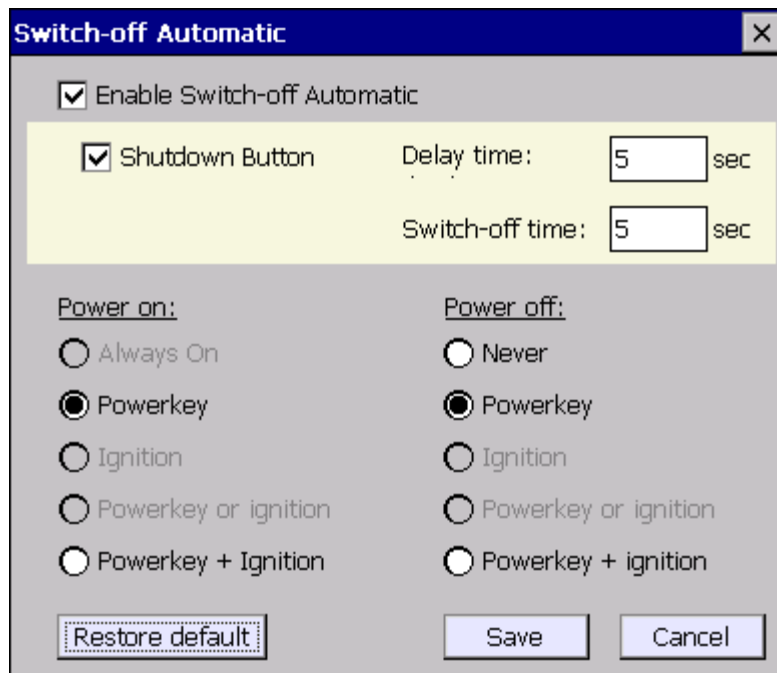 Switch-off Automatic
Enable Switch-off Automatic
Shutdown Button
Delay time: 5 sec
Switch-off time: 5 sec
Power on:
Always On
Powerkey
Ignition
Powerkey or ignition
Powerkey + Ignition
Power off:
Never
Powerkey
Ignition
Powerkey or ignition
Powerkey + ignition
Restore default
Save
Cancel